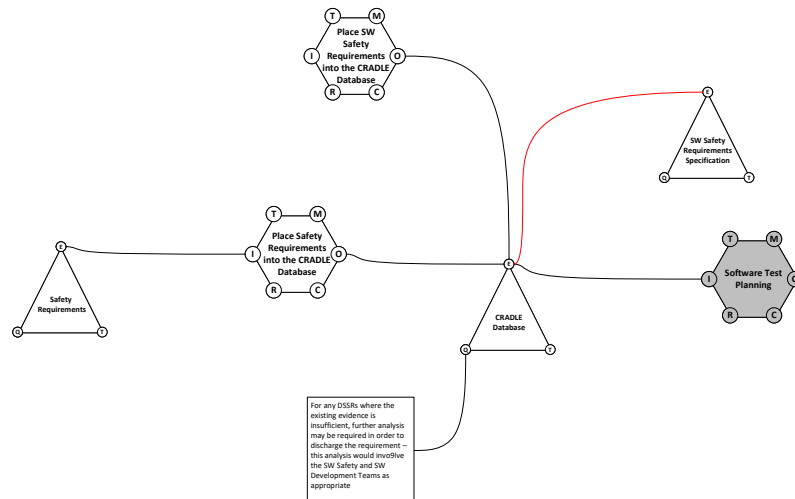 T
M
Place SW
Safety
Requirements
into the CRADLE
Database
I
O
R
C
E
SW Safety
Requirements
Specification
Q
T
T
M
Place Safety
Requirements
into the CRADLE
Database
I
O
R
C
E
Safety
Requirements
Q
T
E
CRADLE
Database
Q
T
T
M
Software Test
Planning
I
O
R
C
For any DSSRs where the
existing evidence is
insufficient, further analysis
may be required in order to
discharge the requirement –
this analysis would invo9lve
the SW Safety and SW
Development Teams as
appropriate